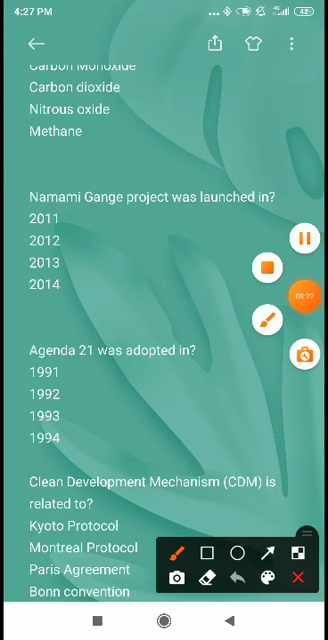 4:27 PM
42
Carbon Monoxide
Carbon dioxide
Nitrous oxide
Methane
Namami Gange project was launched in?
2011
2012
2013
2014
08:22
Agenda 21 was adopted in?
1991
1992
1993
1994
Clean Development Mechanism (CDM) is
related to?
Kyoto Protocol
Montreal Protocol
Paris Agreement
Bonn convention